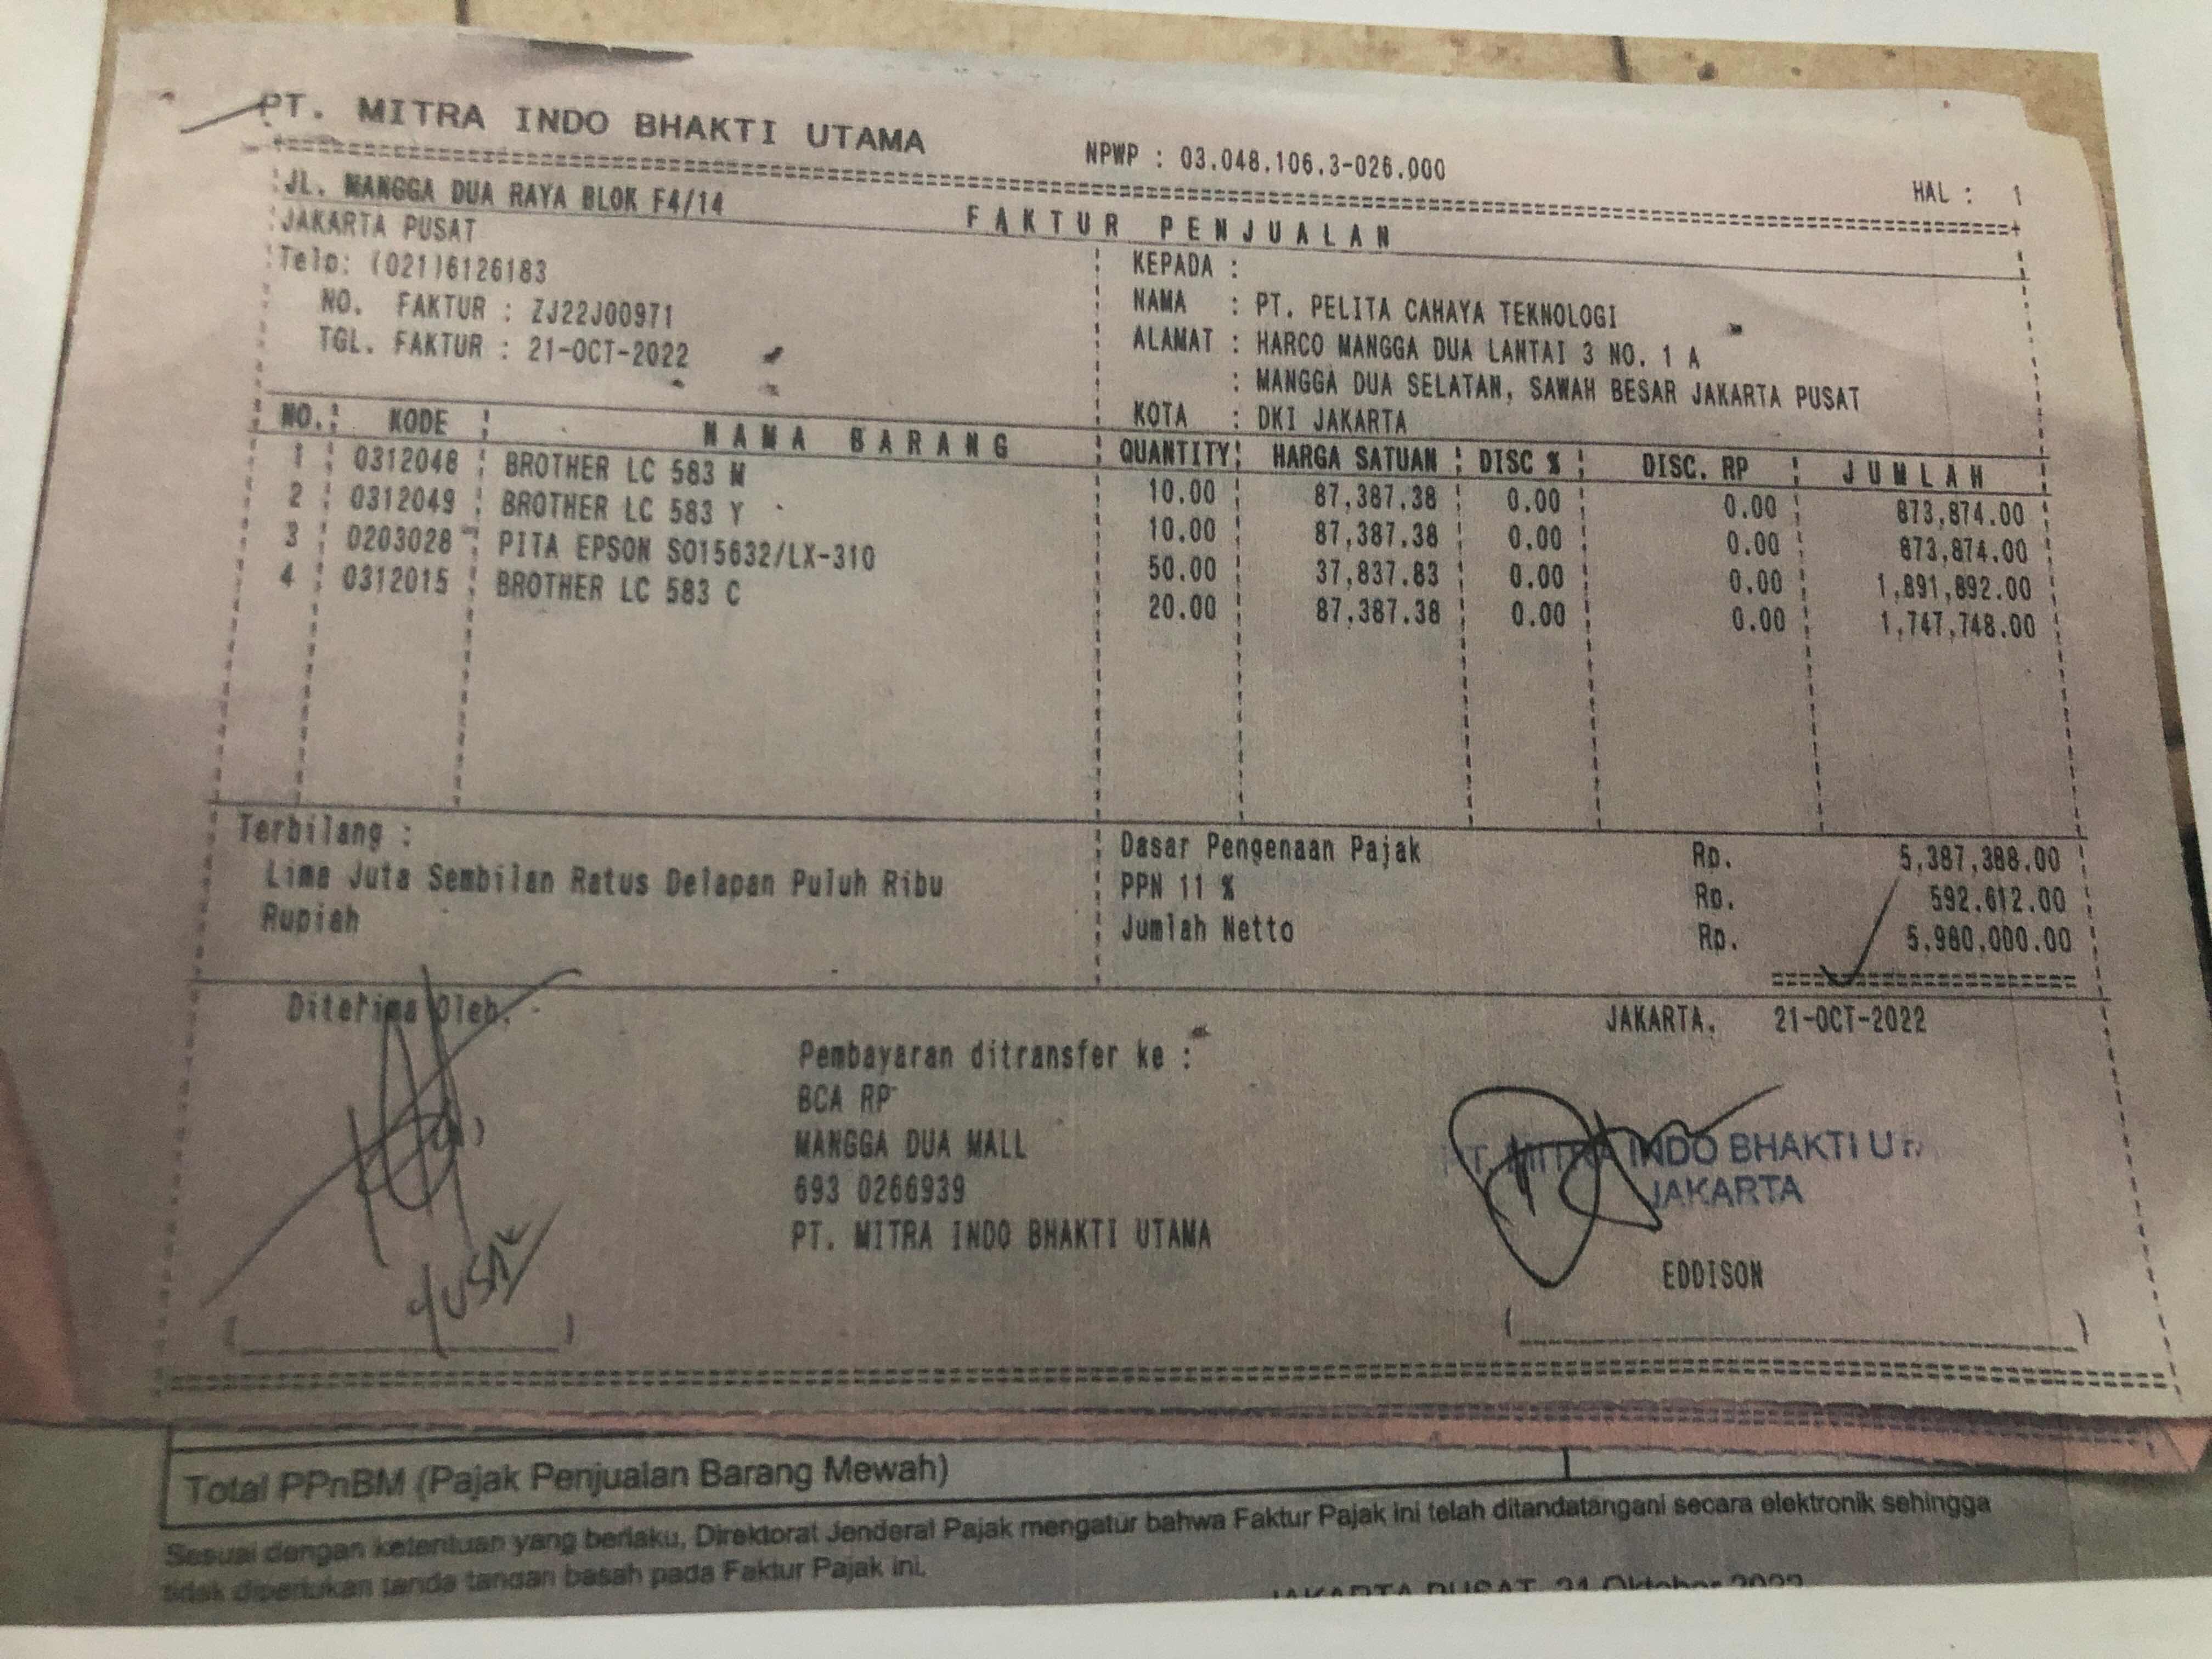 PT. MITRA INDO BHAKTI UTAMA
NPWP : 03.048.106.3-026.000
HAL : 1
JL. MANGGA DUA RAYA BLOK F4/14
JAKARTA PUSAT
Telp: (021)6126183
FAKTUR PENJUALAN
NO. FAKTUR : ZJ22J00971
TGL. FAKTUR : 21-OCT-2022
KEPADA :
NAMA : PT. PELITA CAHAYA TEKNOLOGI
ALAMAT : HARCO MANGGA DUA LANTAI 3 NO. 1 A
: MANGGA DUA SELATAN, SAWAH BESAR JAKARTA PUSAT
KOTA : DKI JAKARTA
NO. KODE NAMA BARANG QUANTITY HARGA SATUAN DISC % DISC. RP JUMLAH
1 0312048 BROTHER LC 583 M 10.00 87,387.38 0.00 0.00 873,874.00
2 0312049 BROTHER LC 583 Y 10.00 87,387.38 0.00 0.00 873,874.00
3 0203028 PITA EPSON SO15632/LX-310 50.00 37,837.83 0.00 0.00 1,891,892.00
4 0312015 BROTHER LC 583 C 20.00 87,387.38 0.00 0.00 1,747,748.00
Terbilang :
Lima Juta Sembilan Ratus Delapan Puluh Ribu
Rupiah
Dasar Pengenaan Pajak Rp. 5,387,388.00
PPN 11 % Rp. 592,612.00
Jumlah Netto Rp. 5,980,000.00
Diterima Oleh,
Pembayaran ditransfer ke :
BCA RP
MANGGA DUA MALL
693 0266939
PT. MITRA INDO BHAKTI UTAMA
JAKARTA, 21-OCT-2022
PT. MITRA INDO BHAKTI UTA
JAKARTA
EDDISON
Total PPnBM (Pajak Penjualan Barang Mewah)
Sesuai dengan ketentuan yang berlaku, Direktorat Jenderal Pajak mengatur bahwa Faktur Pajak ini telah ditandatangani secara elektronik sehingga
tidak diperlukan tanda tangan basah pada Faktur Pajak ini.
JAKARTA PUSAT, 21 Oktober 2022